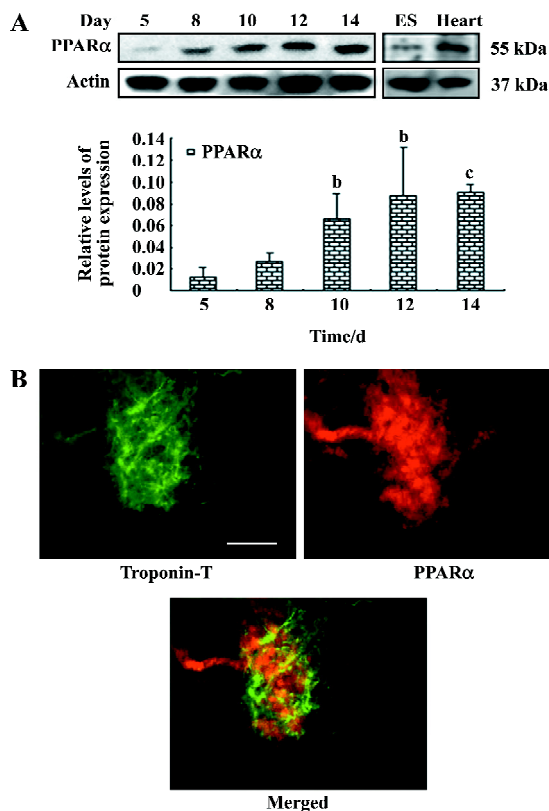 A
Day 5 8 10 12 14 ES Heart
PPARα 55 kDa
Actin 37 kDa
0.14
0.12
0.10
0.08
0.06
0.04
0.02
0
Relative levels of
protein expression
PPARα
b
b
c
5 8 10 12 14
Time/d
B
Troponin-T PPARα
Merged